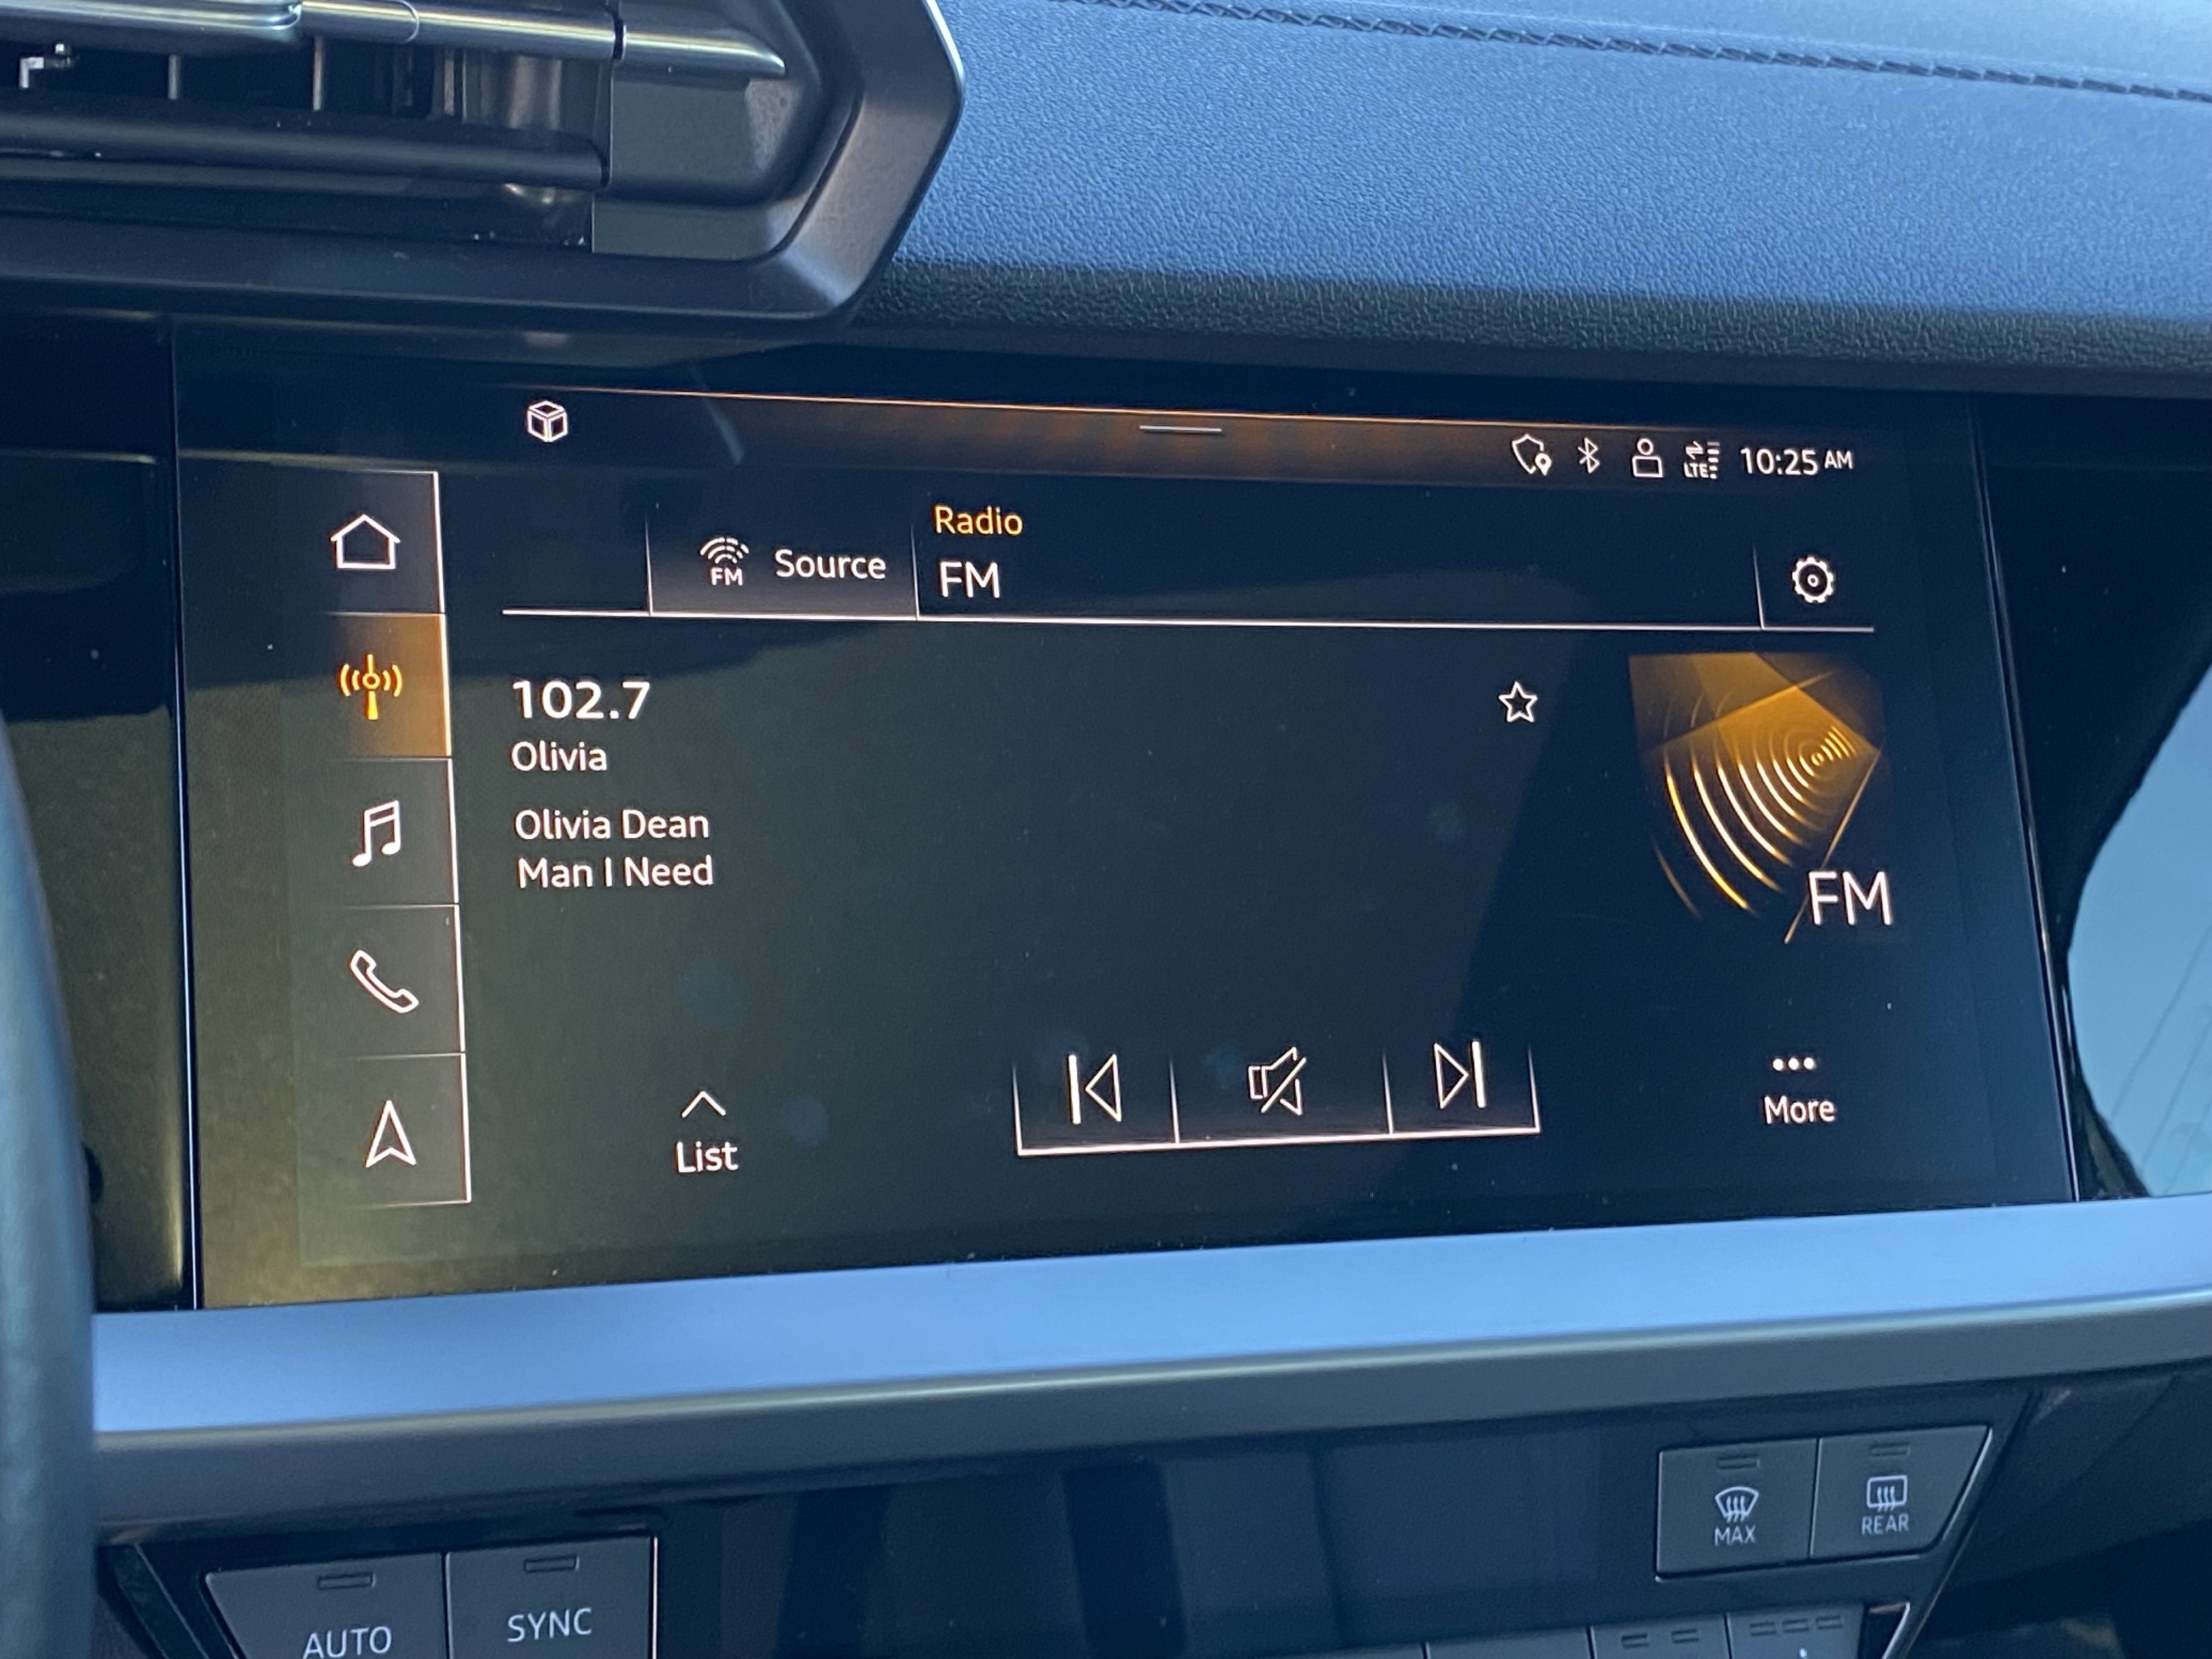 LTE 10:25 AM
Radio
FM Source
FM
102.7
Olivia
Olivia Dean
Man I Need
FM
List
More
MAX
REAR
AUTO
SYNC